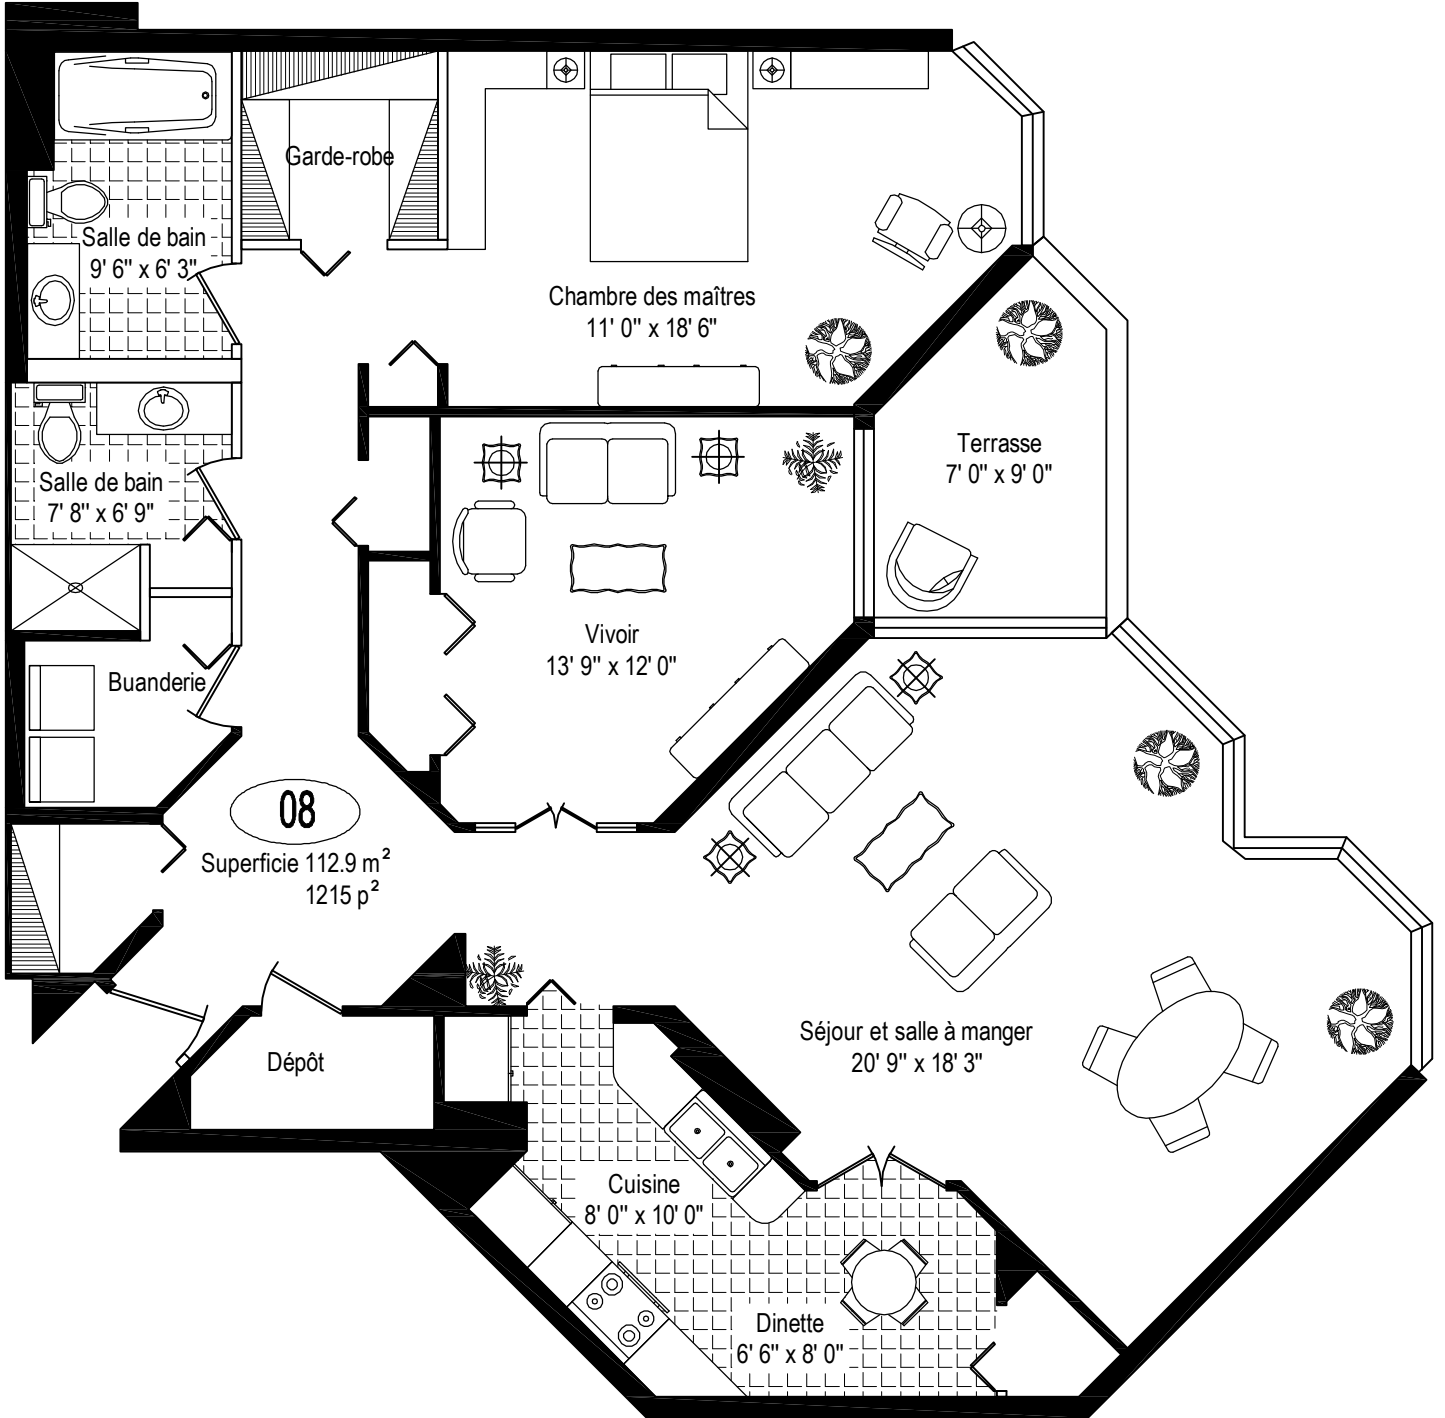 Garde-robe
Salle de bain
9' 6" x 6' 3"
Chambre des maîtres
11' 0" x 18' 6"
Terrasse
7' 0" x 9' 0"
Salle de bain
7' 8" x 6' 9"
Vivoir
13' 9" x 12' 0"
Buanderie
08
Superficie 112.9 m²
1215 p²
Séjour et salle à manger
20' 9" x 18' 3"
Dépôt
Cuisine
8' 0" x 10' 0"
Dinette
6' 6" x 8' 0"